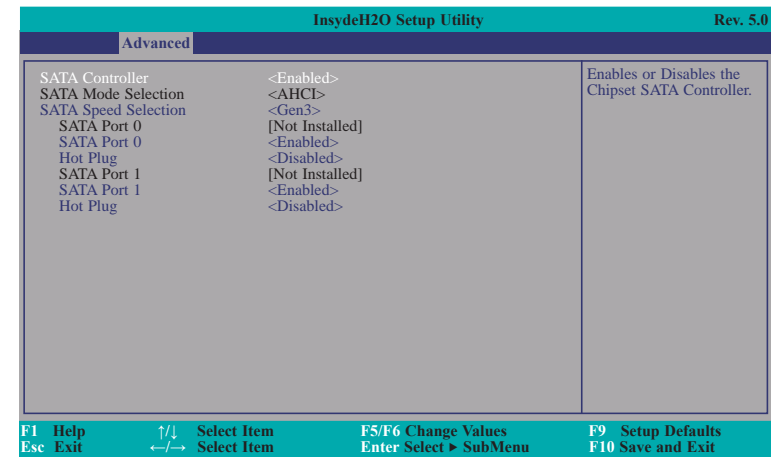 InsydeH2O Setup Utility Rev. 5.0
Advanced
SATA Controller <Enabled>
SATA Mode Selection <AHCI>
SATA Speed Selection <Gen3>
SATA Port 0 [Not Installed]
SATA Port 0 <Enabled>
Hot Plug <Disabled>
SATA Port 1 [Not Installed]
SATA Port 1 <Enabled>
Hot Plug <Disabled>
Enables or Disables the
Chipset SATA Controller.
F1 Help ↑/↓ Select Item F5/F6 Change Values F9 Setup Defaults
Esc Exit ←/→ Select Item Enter Select ▶ SubMenu F10 Save and Exit